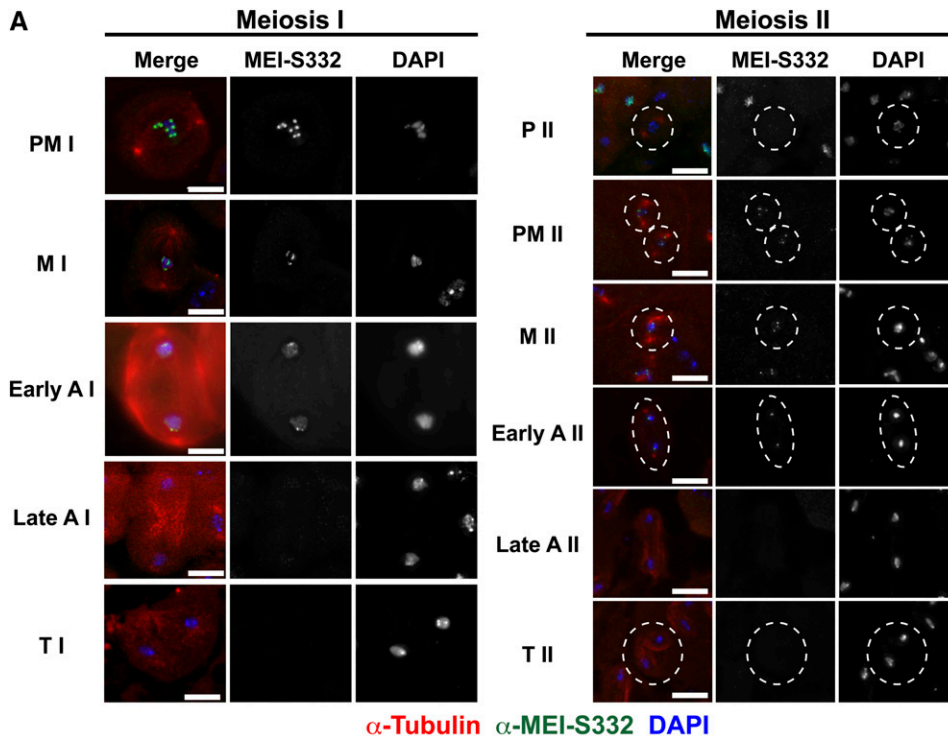 A
Meiosis I
Merge MEI-S332 DAPI
PM I
M I
Early A I
Late A I
T I
Meiosis II
Merge MEI-S332 DAPI
P II
PM II
M II
Early A II
Late A II
T II
α-Tubulin α-MEI-S332 DAPI